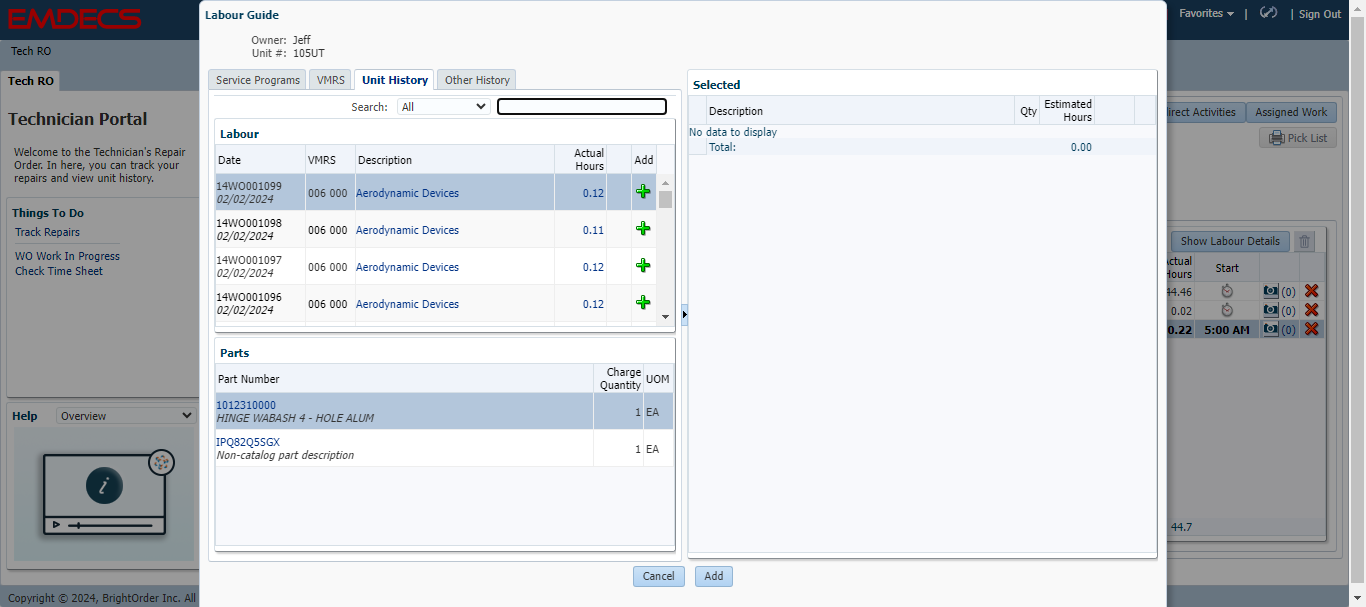 EMDECS
Favorites | | Sign Out
Tech RO
Tech RO
Technician Portal
Welcome to the Technician's Repair
Order. In here, you can track your
repairs and view unit history.
Things To Do
Track Repairs
WO Work In Progress
Check Time Sheet
Help Overview
i
Copyright © 2024, BrightOrder Inc. All
Labour Guide
Owner: Jeff
Unit #: 105UT
Service Programs VMRS Unit History Other History
Search: All
Labour
Date VMRS Description Actual Hours Add
14WO001099
02/02/2024 006 000 Aerodynamic Devices 0.12
14WO001098
02/02/2024 006 000 Aerodynamic Devices 0.11
14WO001097
02/02/2024 006 000 Aerodynamic Devices 0.12
14WO001096
02/02/2024 006 000 Aerodynamic Devices 0.12
Parts
Part Number Charge Quantity UOM
1012310000
HINGE WABASH 4 - HOLE ALUM 1 EA
IPQ82Q5SGX
Non-catalog part description 1 EA
Selected
Description Qty Estimated Hours
No data to display
Total: 0.00
Cancel Add
irect Activities Assigned Work
Pick List
Show Labour Details
Actual Hours Start
44.46 (0)
0.02 (0)
0.22 5:00 AM (0)
44.7